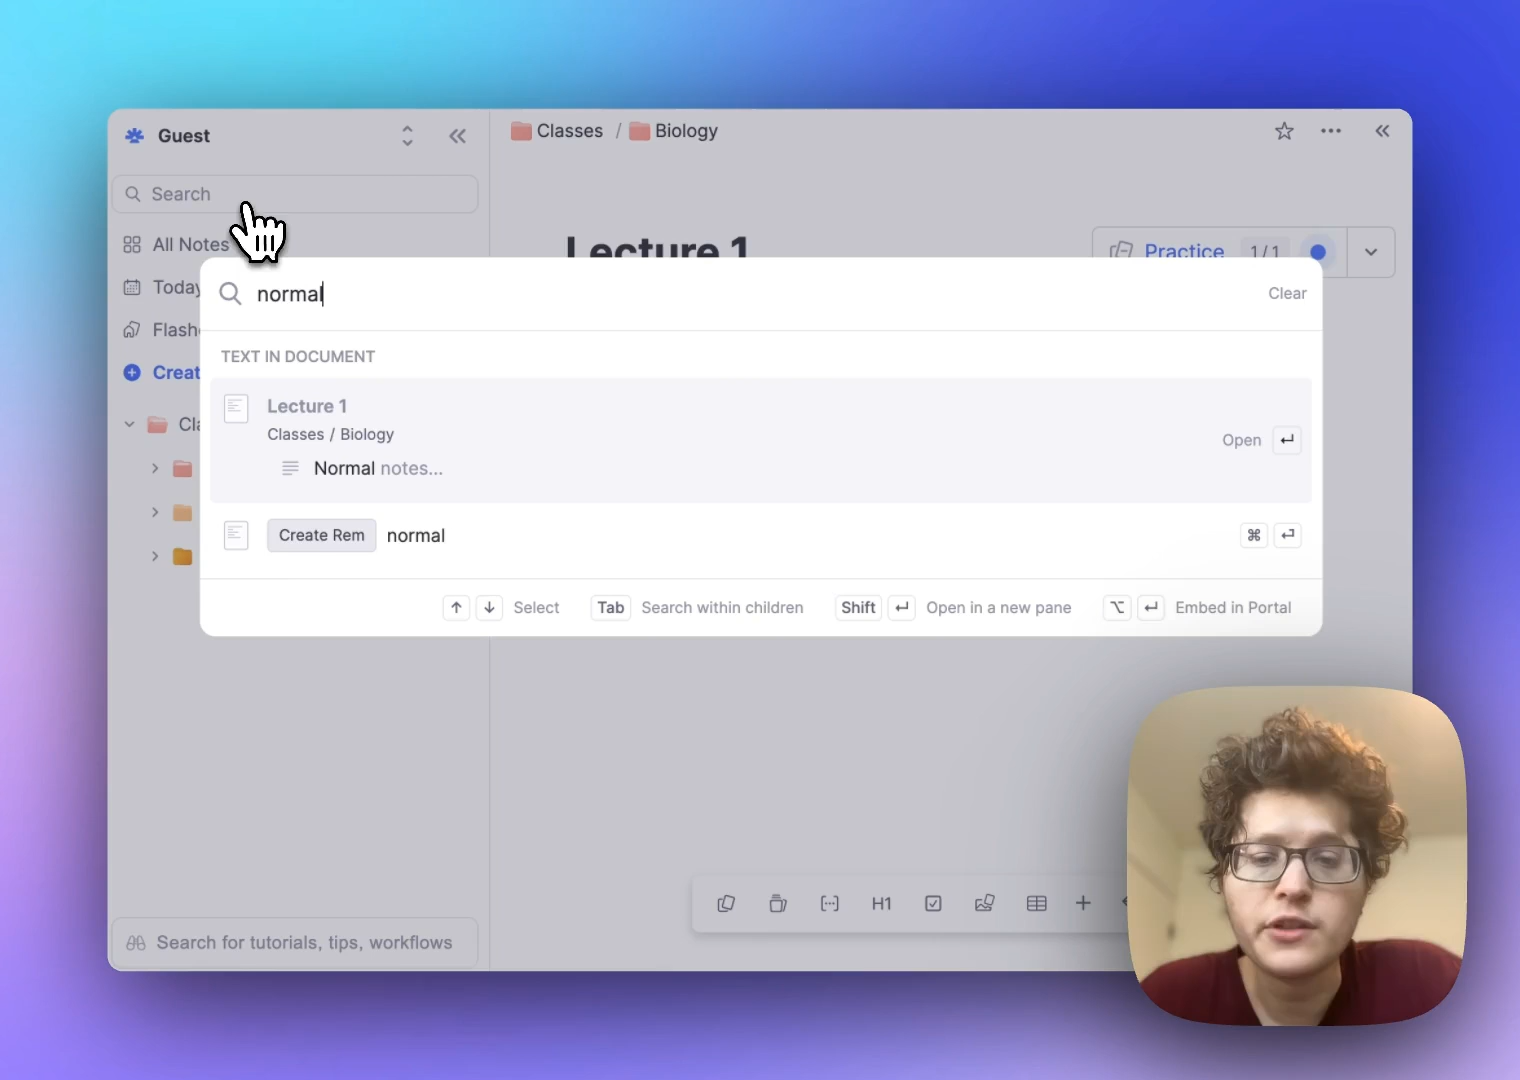 Guest
Classes / Biology
Search
All Notes
Today
Flash
Creat
Cla
Lecture 1
Practice 1/1
normal
Clear
TEXT IN DOCUMENT
Lecture 1
Classes / Biology
Normal notes...
Open
Create Rem normal
⌘
↑ ↓ Select Tab Search within children Shift ↵ Open in a new pane ⌥ ↵ Embed in Portal
H1
Search for tutorials, tips, workflows